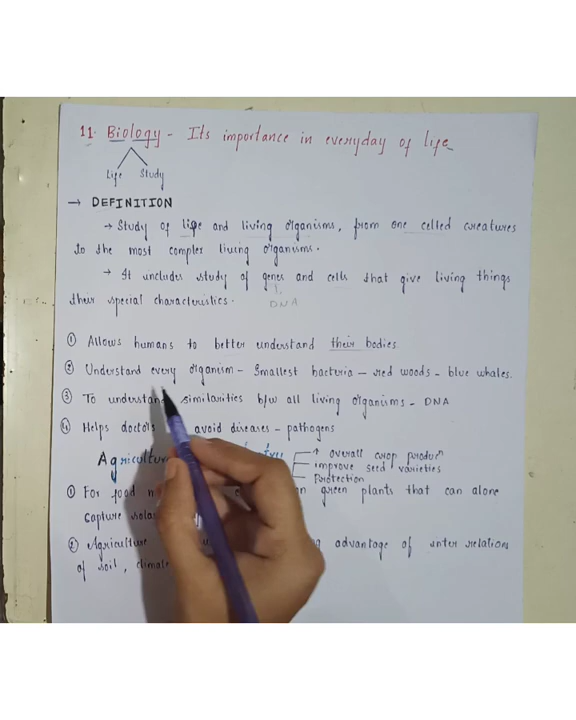 11. Biology - Its importance in everyday of life
Life Study
→ DEFINITION
→ Study of life and living organisms, from one celled creatures
to the most complex living organisms.
→ It includes study of genes and cells that give living things
their special characteristics.
DNA
① Allows humans to better understand their bodies.
② Understand every organism - Smallest bacteria - red woods - blue whales.
③ To understand similarities b/w all living organisms - DNA
④ Helps doctors avoid diseases - pathogens
Agriculture
↑ overall crop product^n
improve seed varieties
Protection
① For food green plants that can alone
capture
② Agriculture advantage of inter relation
of soil, climate